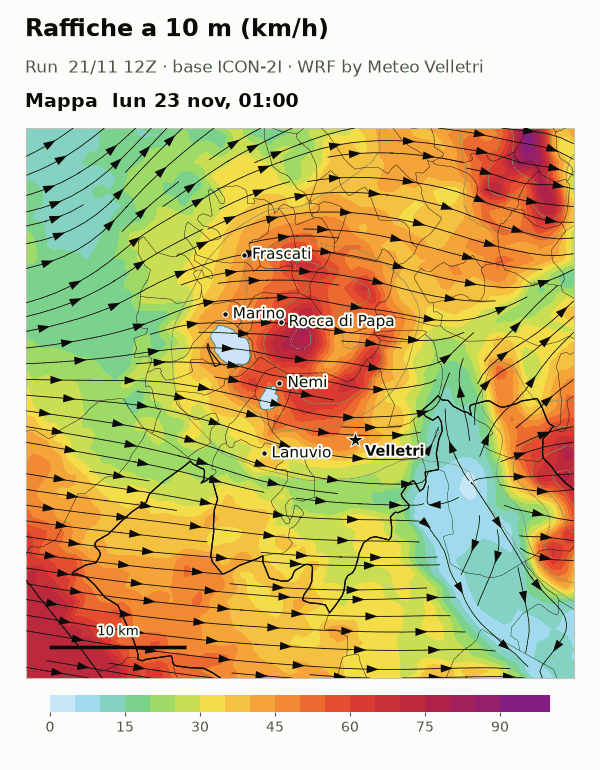 Raffiche a 10 m (km/h)
Run  21/11 12Z · base ICON-2I · WRF by Meteo Velletri
Mappa  lun 23 nov, 01:00
Frascati
Marino
Rocca di Papa
Nemi
Velletri
Lanuvio
10 km
0 15 30 45 60 75 90